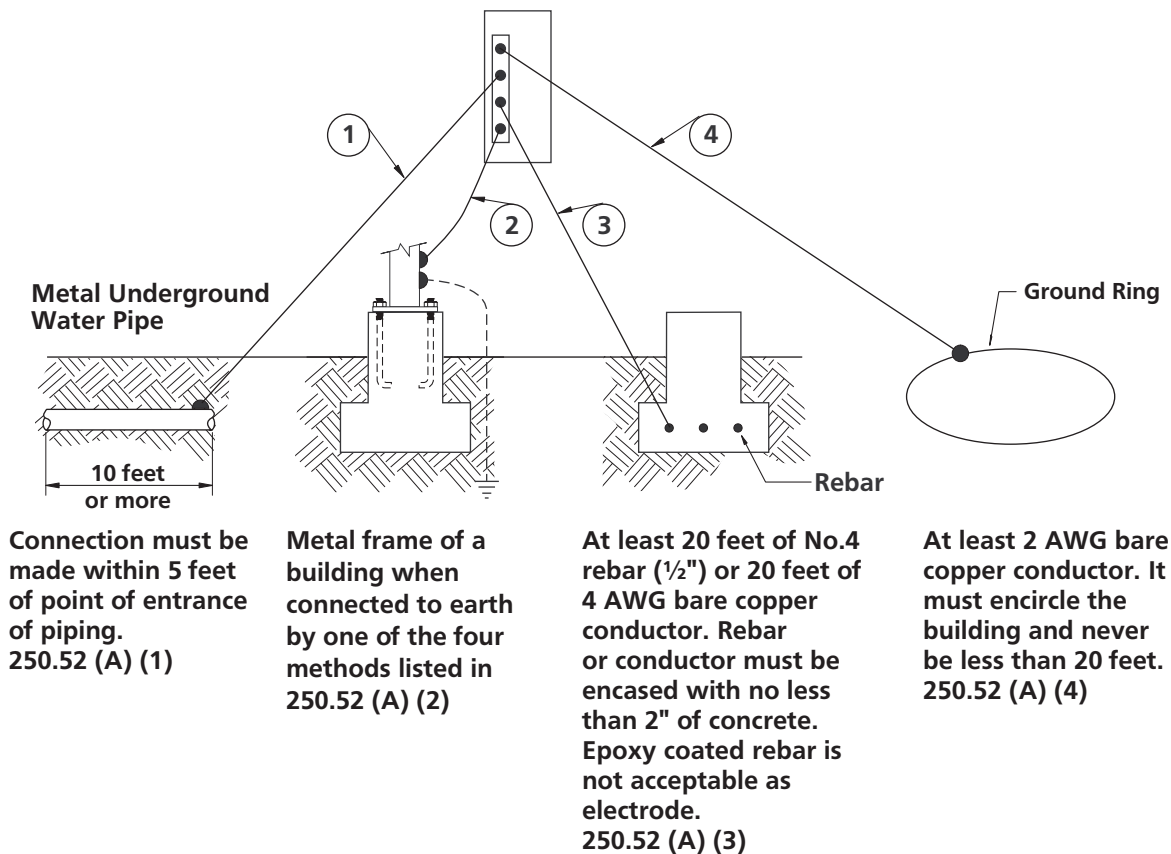 1
4
2
3
Metal Underground
Water Pipe
Ground Ring
10 feet
or more
Rebar
Connection must be
made within 5 feet
of point of entrance
of piping.
250.52 (A) (1)
Metal frame of a
building when
connected to earth
by one of the four
methods listed in
250.52 (A) (2)
At least 20 feet of No.4
rebar (½") or 20 feet of
4 AWG bare copper
conductor. Rebar
or conductor must be
encased with no less
than 2" of concrete.
Epoxy coated rebar is
not acceptable as
electrode.
250.52 (A) (3)
At least 2 AWG bare
copper conductor. It
must encircle the
building and never
be less than 20 feet.
250.52 (A) (4)